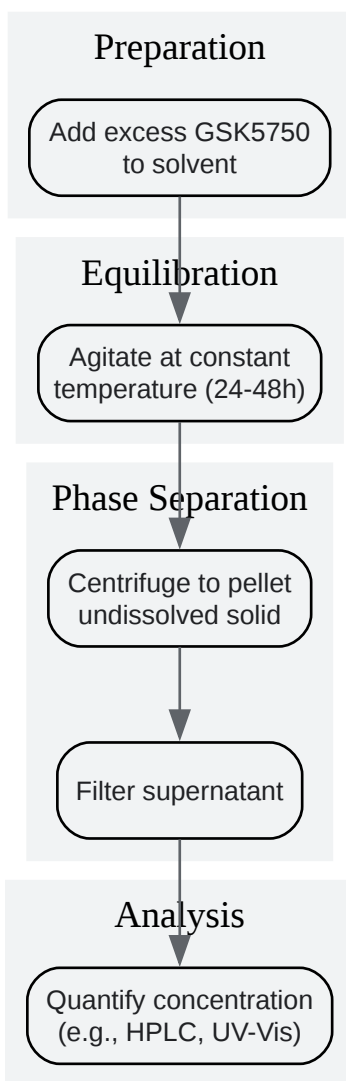 Preparation
Add excess GSK5750
to solvent
Equilibration
Agitate at constant
temperature (24-48h)
Phase Separation
Centrifuge to pellet
undissolved solid
Filter supernatant
Analysis
Quantify concentration
(e.g., HPLC, UV-Vis)